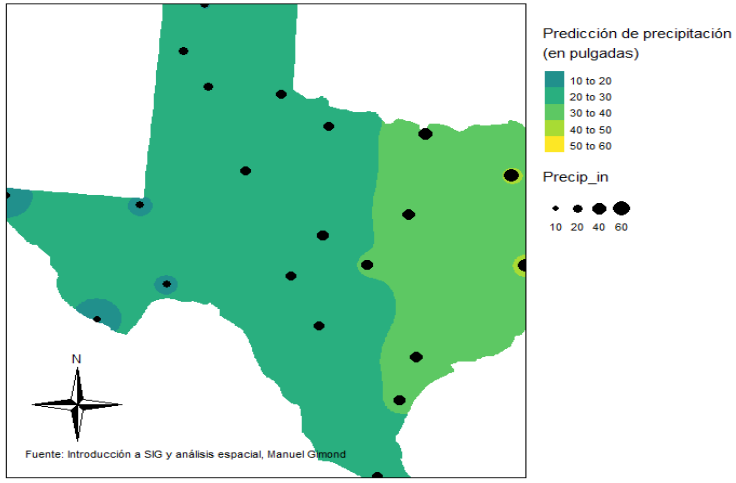 Predicción de precipitación
(en pulgadas)
10 to 20
20 to 30
30 to 40
40 to 50
50 to 60
Precip_in
10 20 40 60
N
Fuente: Introducción a SIG y análisis espacial, Manuel Gimond